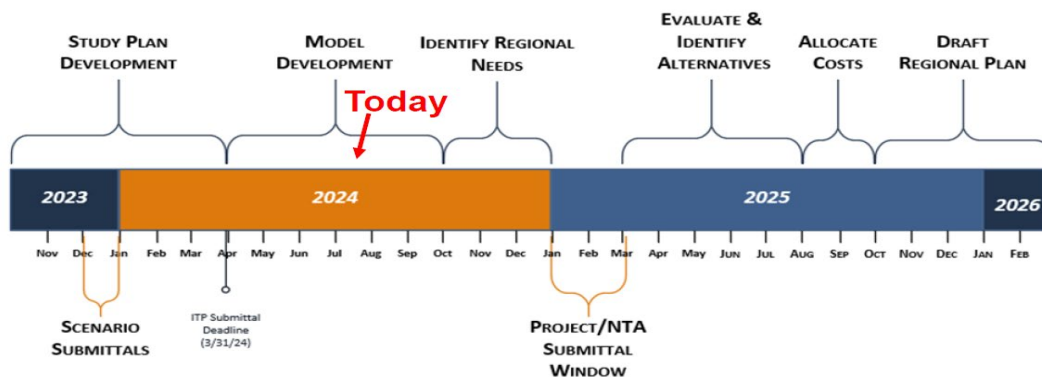 STUDY PLAN
DEVELOPMENT
MODEL
DEVELOPMENT
IDENTIFY REGIONAL
NEEDS
EVALUATE &
IDENTIFY
ALTERNATIVES
ALLOCATE
COSTS
DRAFT
REGIONAL PLAN
Today
2023
2024
2025
2026
Nov Dec Jan Feb Mar Apr May Jun Jul Aug Sep Oct Nov Dec Jan Feb Mar Apr May Jun Jul Aug Sep Oct Nov Dec Jan Feb
SCENARIO
SUBMITTALS
ITP Submittal
Deadline
(3/31/24)
PROJECT/NTA
SUBMITTAL
WINDOW